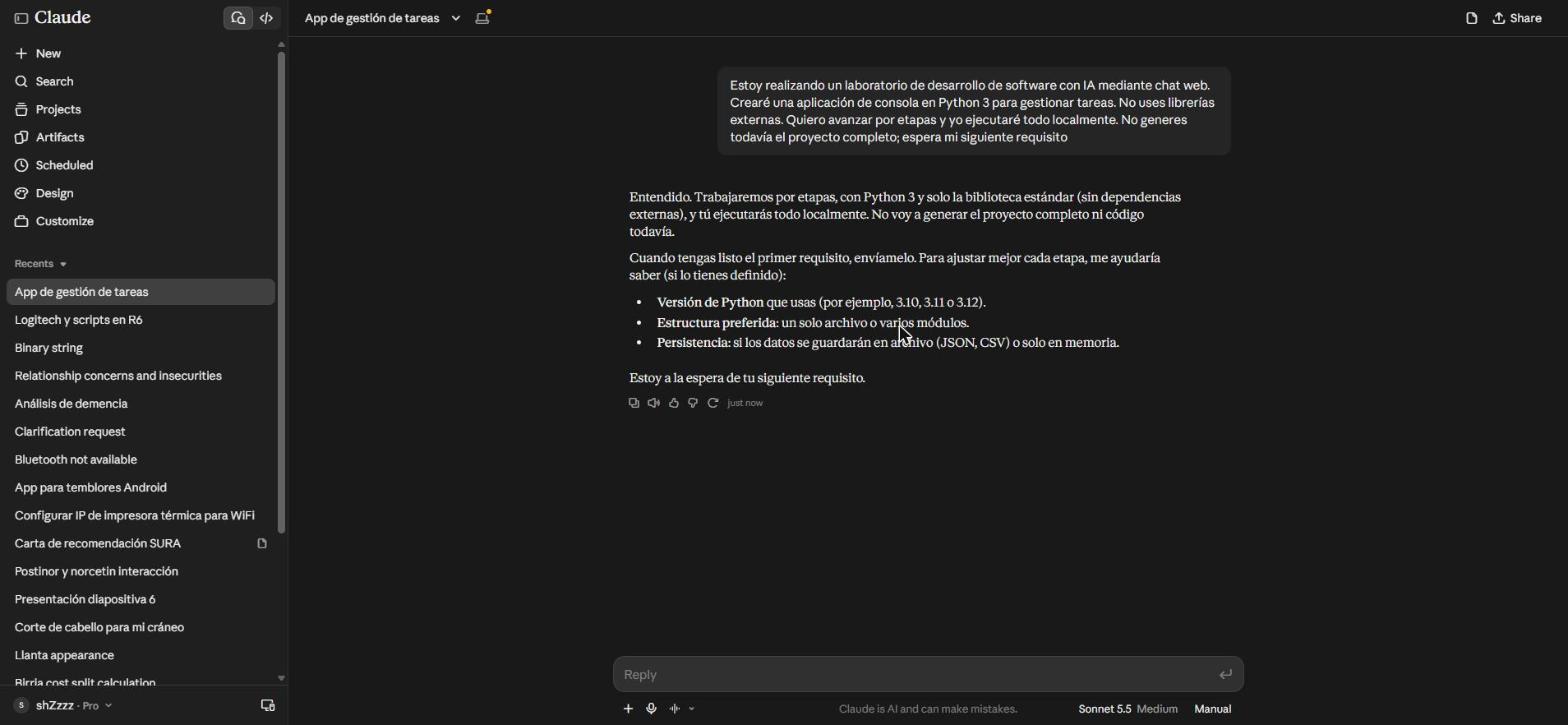 Claude
App de gestión de tareas
Share
New
Search
Projects
Artifacts
Scheduled
Design
Customize
Recents
App de gestión de tareas
Logitech y scripts en R6
Binary string
Relationship concerns and insecurities
Análisis de demencia
Clarification request
Bluetooth not available
App para temblores Android
Configurar IP de impresora térmica para WiFi
Carta de recomendación SURA
Postinor y norcetin interacción
Presentación diapositiva 6
Corte de cabello para mi cráneo
Llanta appearance
Birria cost split calculation
S shZzzz · Pro
Estoy realizando un laboratorio de desarrollo de software con IA mediante chat web.
Crearé una aplicación de consola en Python 3 para gestionar tareas. No uses librerías
externas. Quiero avanzar por etapas y yo ejecutaré todo localmente. No generes
todavía el proyecto completo; espera mi siguiente requisito
Entendido. Trabajaremos por etapas, con Python 3 y solo la biblioteca estándar (sin dependencias
externas), y tú ejecutarás todo localmente. No voy a generar el proyecto completo ni código
todavía.
Cuando tengas listo el primer requisito, envíamelo. Para ajustar mejor cada etapa, me ayudaría
saber (si lo tienes definido):
• Versión de Python que usas (por ejemplo, 3.10, 3.11 o 3.12).
• Estructura preferida: un solo archivo o varios módulos.
• Persistencia: si los datos se guardarán en archivo (JSON, CSV) o solo en memoria.
Estoy a la espera de tu siguiente requisito.
just now
Reply
Claude is AI and can make mistakes.
Sonnet 5.5 Medium
Manual